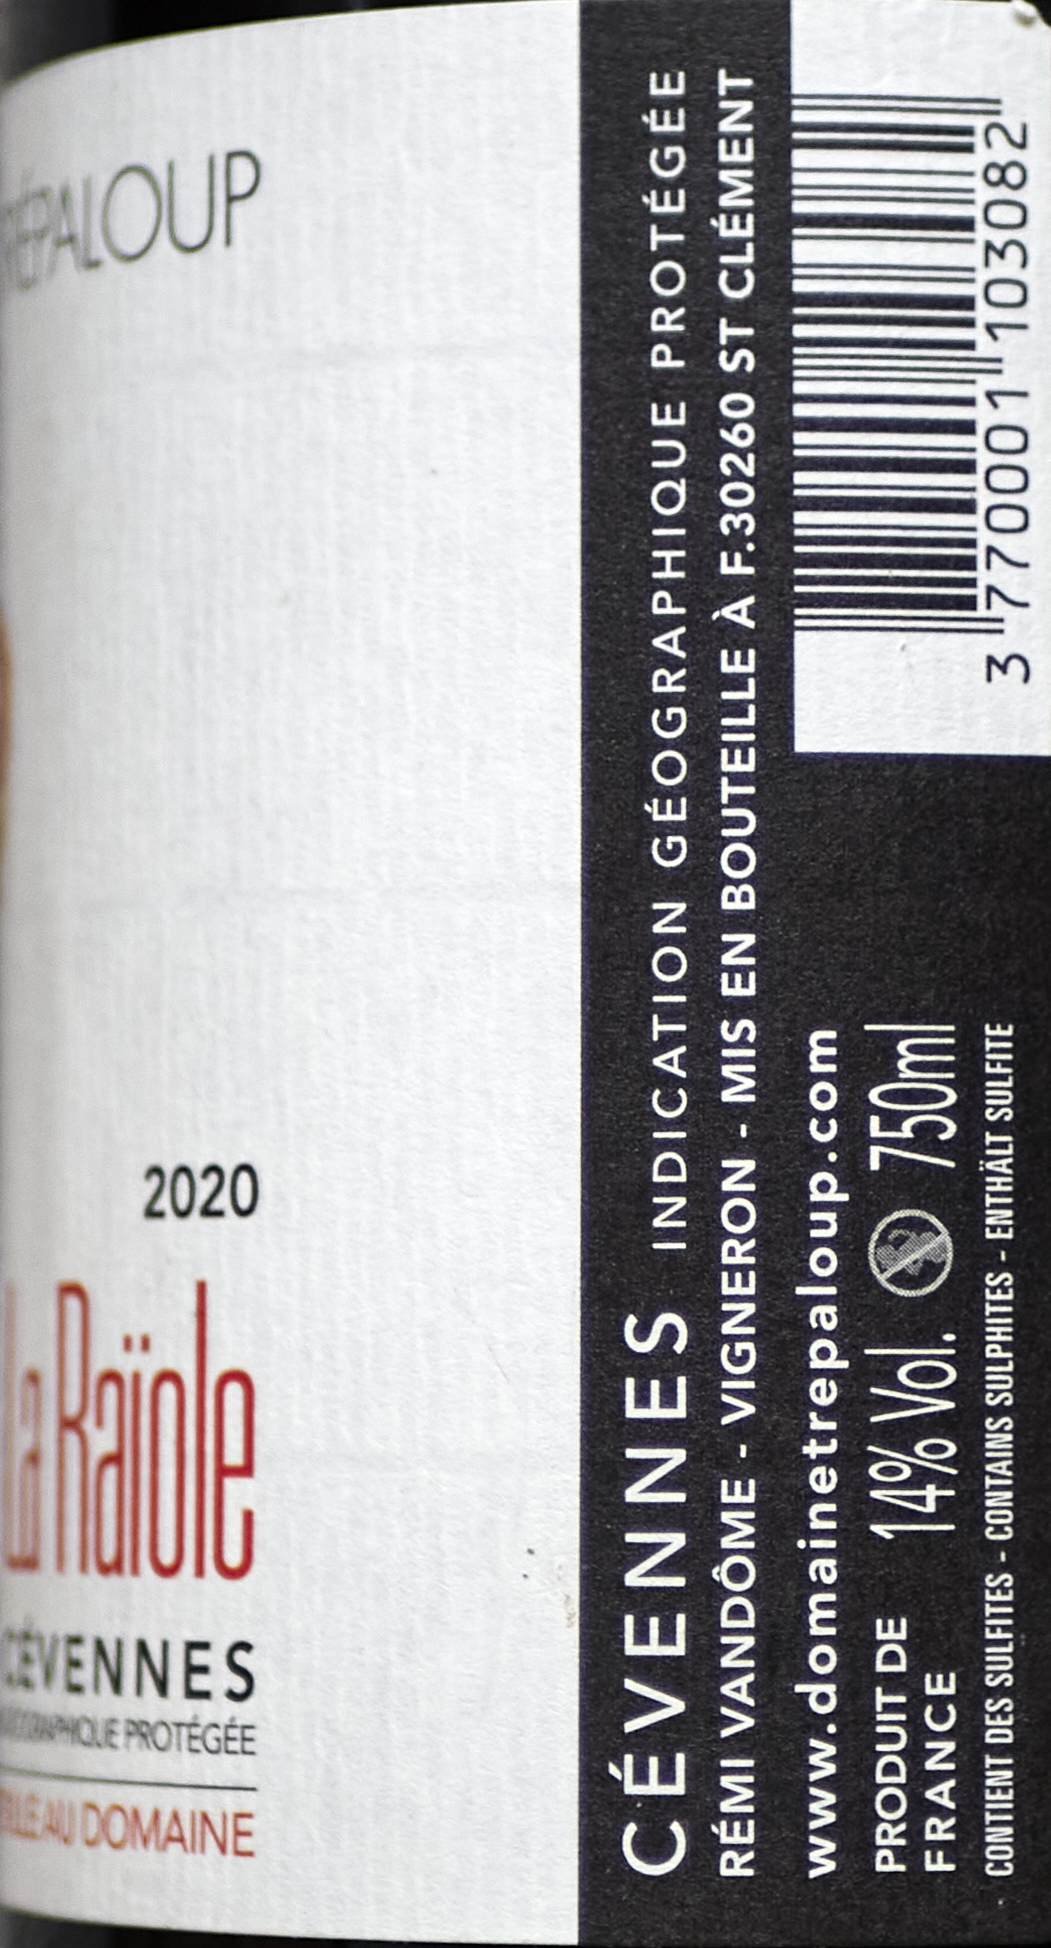 2020
La Raïole
CÉVENNES
PROTÉGÉE
AU DOMAINE
CÉVENNES INDICATION GÉOGRAPHIQUE PROTÉGÉE
RÉMI VANDÔME - VIGNERON - MIS EN BOUTEILLE À F.30260 ST CLÉMENT
www.domainetrepaloup.com
PRODUIT DE
FRANCE
14% Vol. 750ml
CONTIENT DES SULFITES - CONTAINS SULPHITES - ENTHÄLT SULFITE
3 770001 103082